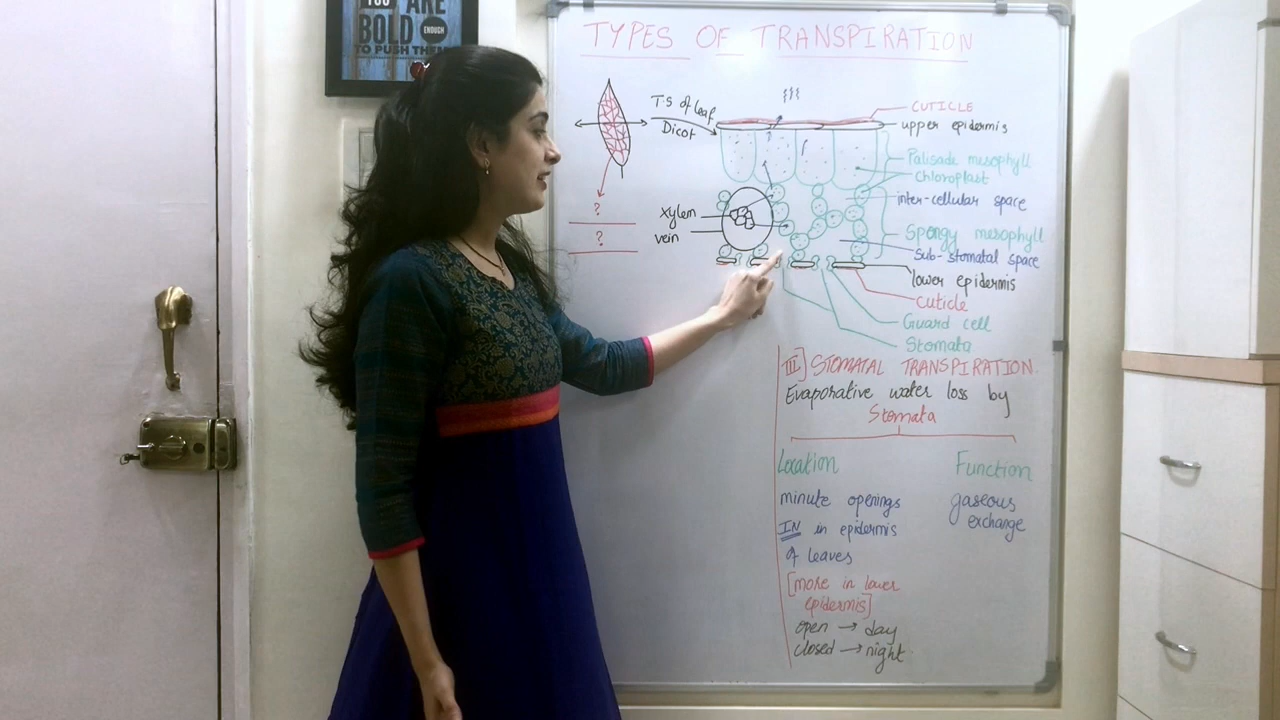 YOU ARE
BOLD ENOUGH
TO PUSH THEM
TYPES OF TRANSPIRATION
T.S of leaf
Dicot
CUTICLE
upper epidermis
Palisade mesophyll
chloroplast
inter-cellular space
xylem
vein
Spongy mesophyll
Sub-stomatal space
lower epidermis
cuticle
Guard cell
Stomata
?
?
III] STOMATAL TRANSPIRATION.
Evaporative water loss by
Stomata
Location
minute openings
IN in epidermis
of leaves
[more in lower
epidermis]
open → day
closed → night
Function
gaseous
exchange